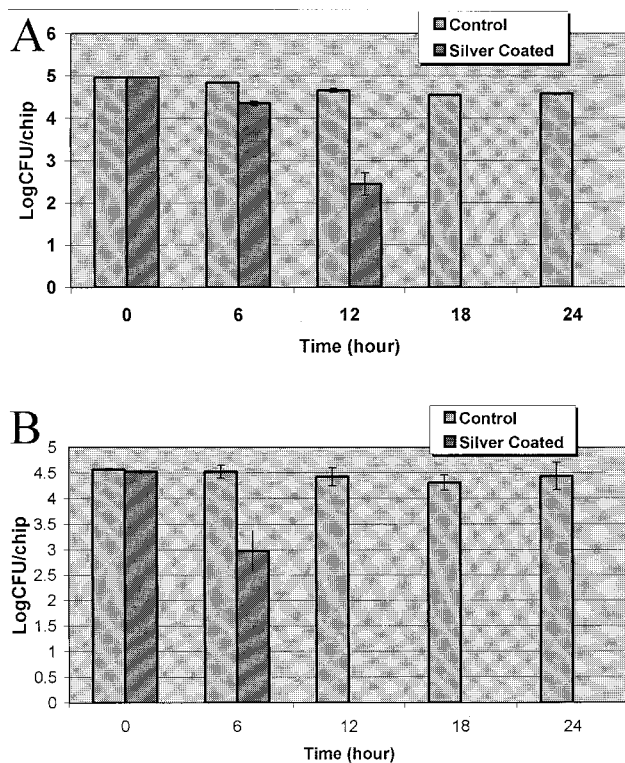 A
Control
Silver Coated
LogCFU/chip
6
5
4
3
2
1
0
0 6 12 18 24
Time (hour)
B
Control
Silver Coated
LogCFU/chip
5
4.5
4
3.5
3
2.5
2
1.5
1
0.5
0
0 6 12 18 24
Time (hour)